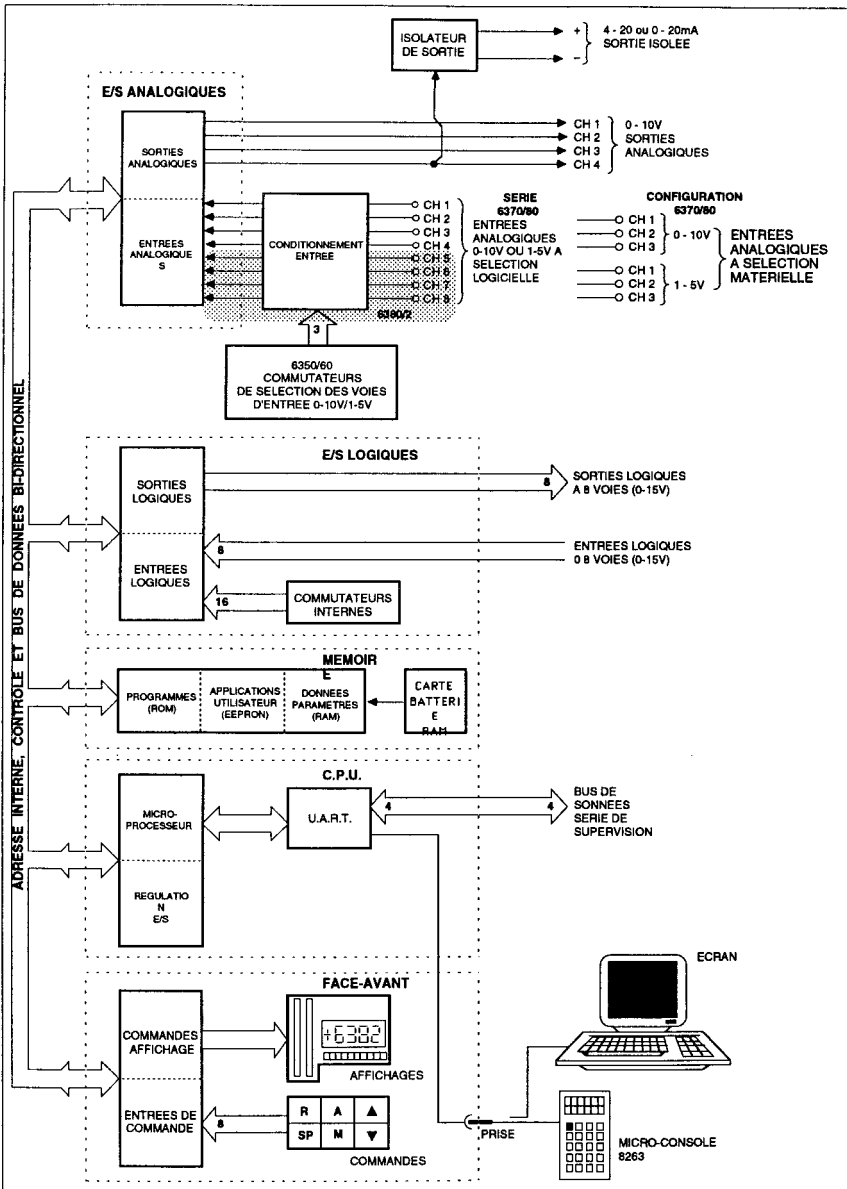 ISOLATEUR
DE SORTIE
+
−
4 - 20 ou 0 - 20mA
SORTIE ISOLEE
E/S ANALOGIQUES
SORTIES
ANALOGIQUES
CH 1
CH 2
CH 3
CH 4
0 - 10V
SORTIES
ANALOGIQUES
ENTREES
ANALOGIQUE
S
CONDITIONNEMENT
ENTREE
CH 1
CH 2
CH 3
CH 4
CH 5
CH 6
CH 7
CH 8
6380/2
SERIE
6370/80
ENTREES
ANALOGIQUES
0-10V OU 1-5V A
SELECTION
LOGICIELLE
CONFIGURATION
6370/80
CH 1
CH 2
CH 3
0 - 10V
CH 1
CH 2
CH 3
1 - 5V
ENTREES
ANALOGIQUES
A SELECTION
MATERIELLE
3
6350/60
COMMUTATEURS
DE SELECTION DES VOIES
D'ENTREE 0-10V/1-5V
ADRESSE INTERNE, CONTROLE ET BUS DE DONNEES BI-DIRECTIONNEL
E/S LOGIQUES
SORTIES
LOGIQUES
8
SORTIES LOGIQUES
A 8 VOIES (0-15V)
ENTREES
LOGIQUES
8
ENTREES LOGIQUES
0 8 VOIES (0-15V)
16
COMMUTATEURS
INTERNES
MEMOIR
E
PROGRAMMES
(ROM)
APPLICATIONS
UTILISATEUR
(EEPRON)
DONNEES
PARAMETRES
(RAM)
CARTE
BATTERI
E
RAM
C.P.U.
MICRO-
PROCESSEUR
U.A.R.T.
4
4
BUS DE
SONNEES
SERIE DE
SUPERVISION
REGULATIO
N
E/S
FACE-AVANT
COMMANDES
AFFICHAGE
+6382
AFFICHAGES
ENTREES DE
COMMANDE
8
R A ▲
SP M ▼
COMMANDES
ECRAN
PRISE
MICRO-CONSOLE
8263